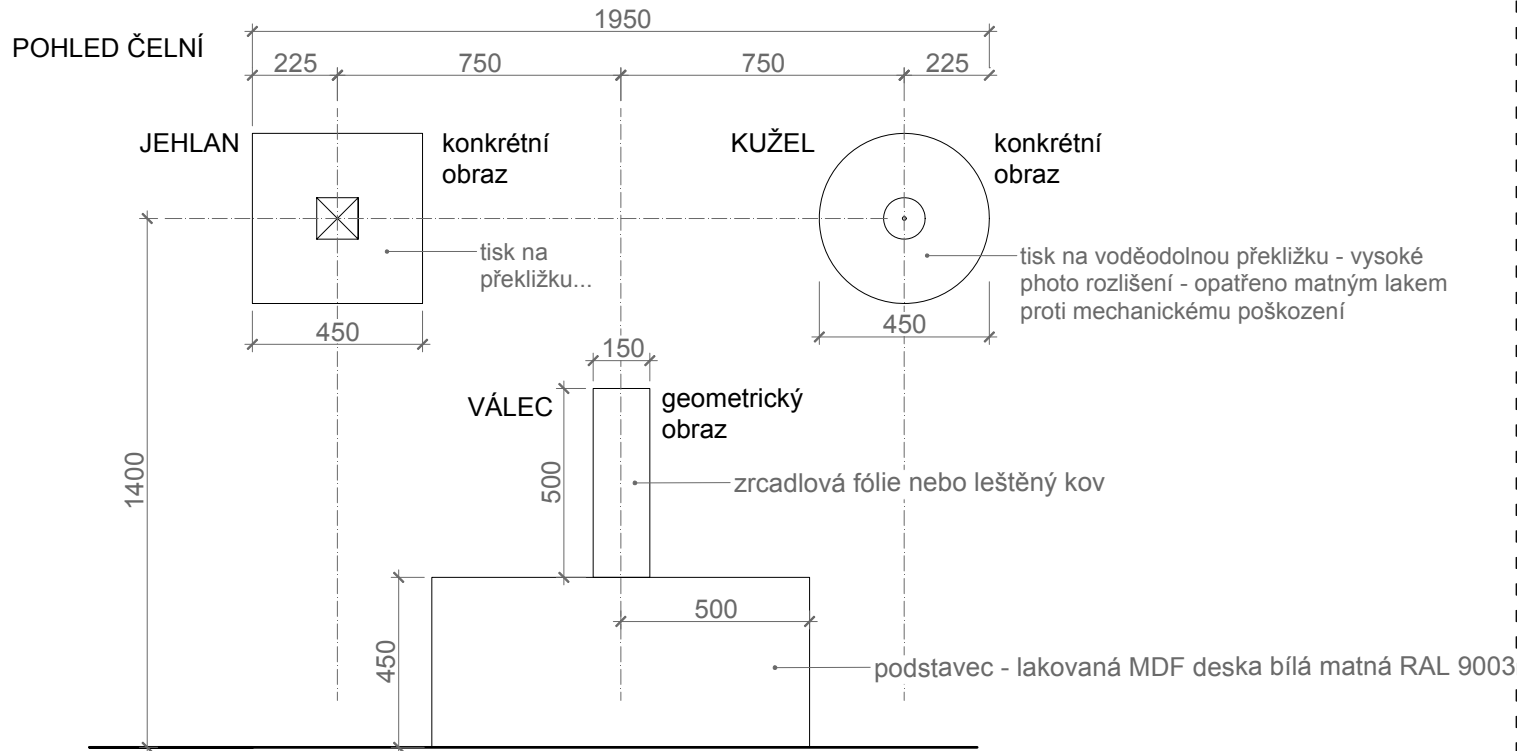 1950
POHLED ČELNÍ
225
750
750
225
JEHLAN
konkrétní
obraz
KUŽEL
konkrétní
obraz
tisk na
překližku...
tisk na voděodolnou překližku - vysoké
photo rozlišení - opatřeno matným lakem
proti mechanickému poškození
450
450
150
VÁLEC
geometrický
obraz
1400
500
zrcadlová fólie nebo leštěný kov
500
450
podstavec - lakovaná MDF deska bílá matná RAL 9003